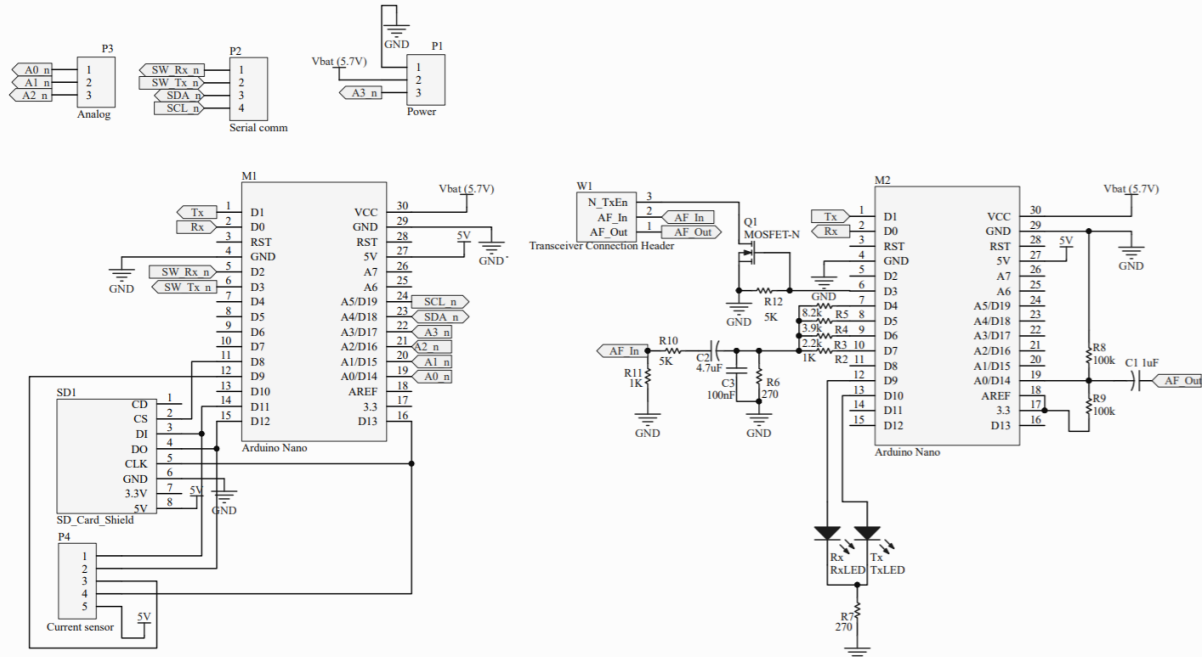 P3
A0_n 1
A1_n 2
A2_n 3
Analog
P2
SW_Rx_n 1
SW_Tx_n 2
SDA_n 3
SCL_n 4
Serial comm
GND
P1
Vbat (5.7V)
1
2
A3_n 3
Power
M1
Vbat (5.7V)
Tx 1 D1 VCC 30
Rx 2 D0 GND 29
3 RST RST 28 5V
4 GND 5V 27
GND
GND
SW_Rx_n 5 D2 A7 26
SW_Tx_n 6 D3 A6 25
7 D4 A5/D19 24 SCL_n
8 D5 A4/D18 23 SDA_n
9 D6 A3/D17 22 A3_n
10 D7 A2/D16 21 A2_n
11 D8 A1/D15 20 A1_n
12 D9 A0/D14 19 A0_n
13 D10 AREF 18
14 D11 3.3 17
15 D12 D13 16
Arduino Nano
SD1
CD 1
CS 2
DI 3
DO 4
CLK 5
GND 6
3.3V 7
5V 8
5V
GND
SD_Card_Shield
P4
1
2
3
4
5
Current sensor
5V
W1
N_TxEn 3
AF_In 2 AF_In
AF_Out 1 AF_Out
Transceiver Connection Header
Q1
MOSFET-N
R12
5K
GND
GND
M2
Vbat (5.7V)
Tx 1 D1 VCC 30
Rx 2 D0 GND 29
3 RST RST 28 5V
4 GND 5V 27
GND
5 D2 A7 26
6 D3 A6 25
7 D4 A5/D19 24
8 D5 A4/D18 23
9 D6 A3/D17 22
10 D7 A2/D16 21
11 D8 A1/D15 20
12 D9 A0/D14 19
13 D10 AREF 18
14 D11 3.3 17
15 D12 D13 16
Arduino Nano
8.2k R5
3.9k R4
2.2k R3
1K R2
AF_In
R10
5K
R11
1K
GND
C2
4.7uF
C3
100nF
R6
270
GND
R8
100k
C1 1uF
AF_Out
R9
100k
Rx
RxLED
Tx
TxLED
R7
270